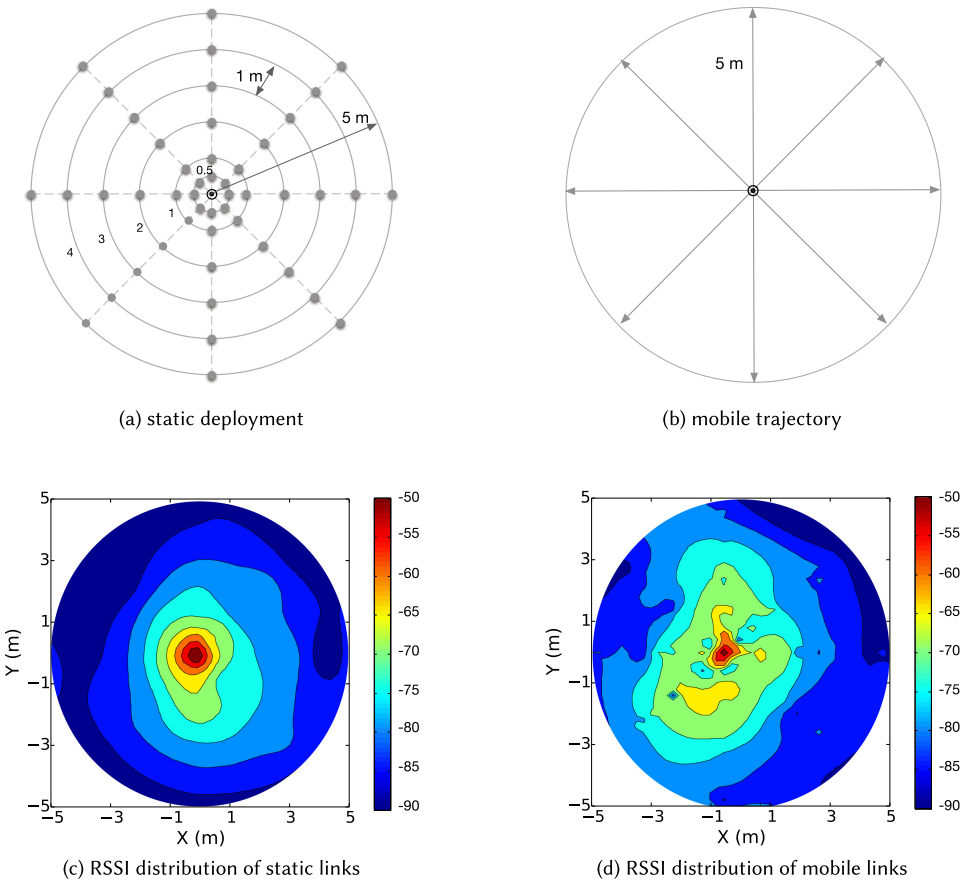 1 m
5 m
0.5
1
2
3
4
(a) static deployment
5 m
(b) mobile trajectory
5
3
1
−1
−3
−5
Y (m)
−5 −3 −1 1 3 5
X (m)
-50
-55
-60
-65
-70
-75
-80
-85
-90
(c) RSSI distribution of static links
5
3
1
−1
−3
−5
Y (m)
−5 −3 −1 1 3 5
X (m)
-50
-55
-60
-65
-70
-75
-80
-85
-90
(d) RSSI distribution of mobile links